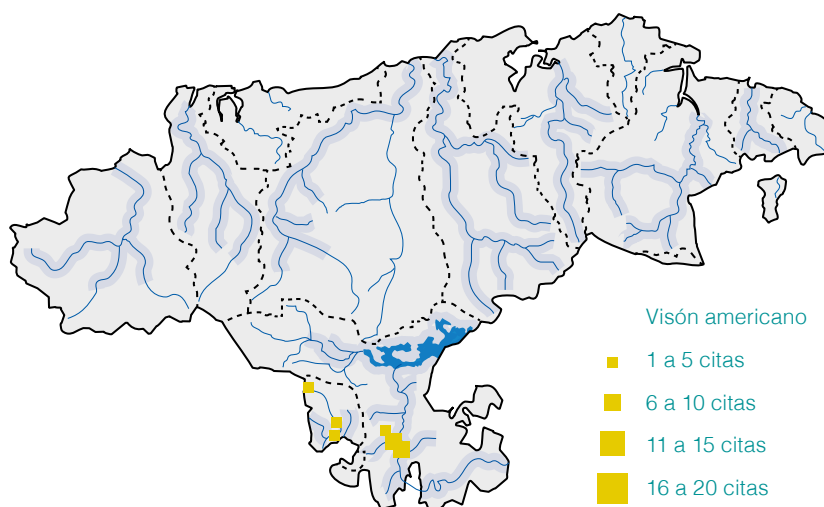 Visón americano
1 a 5 citas
6 a 10 citas
11 a 15 citas
16 a 20 citas